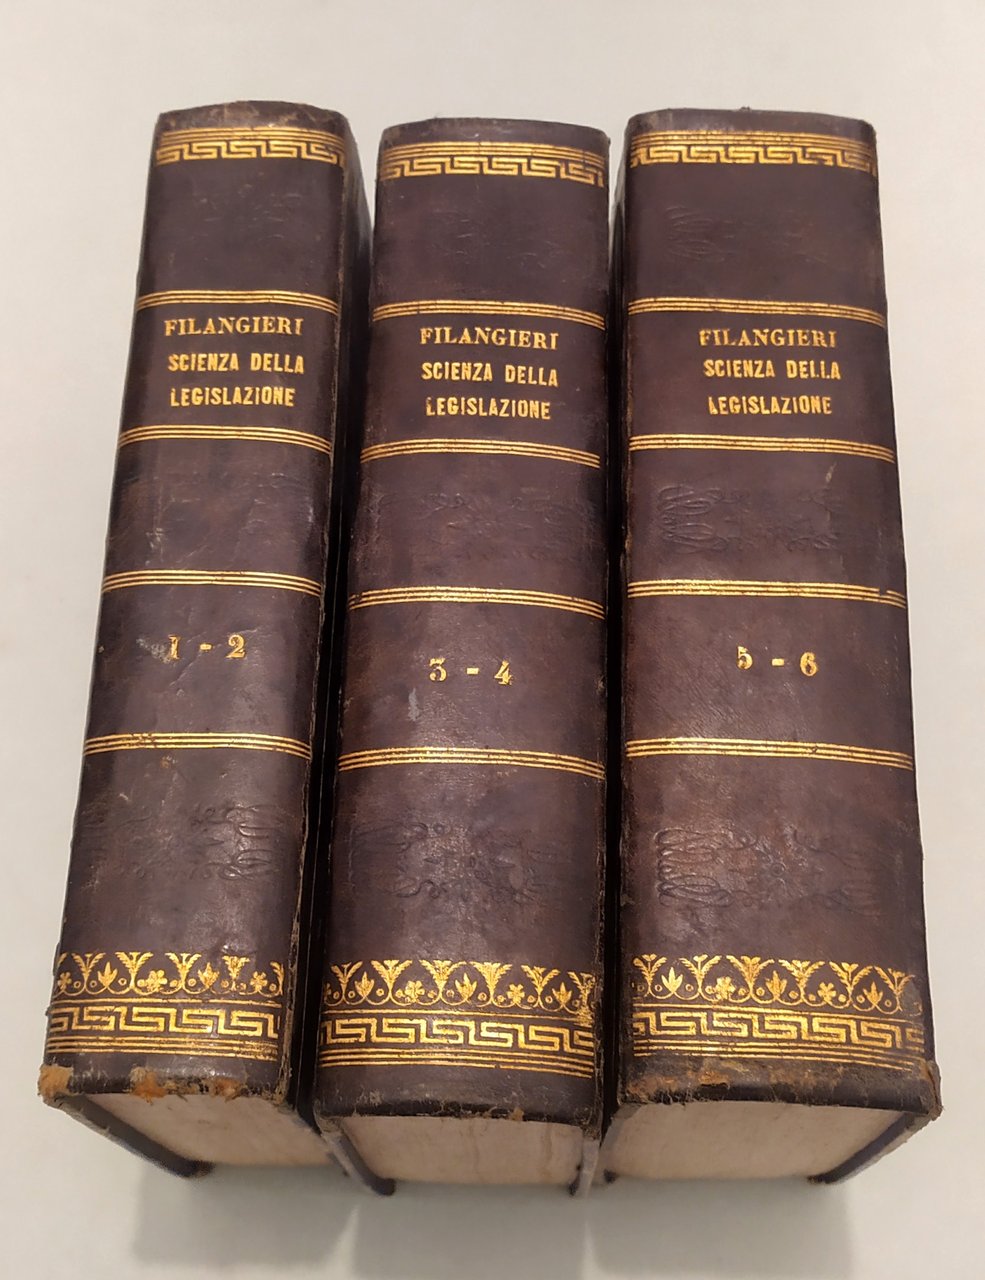 FILANGIERI
SCIENZA DELLA
LEGISLAZIONE
1 - 2
FILANGIERI
SCIENZA DELLA
LEGISLAZIONE
3 - 4
FILANGIERI
SCIENZA DELLA
LEGISLAZIONE
5 - 6